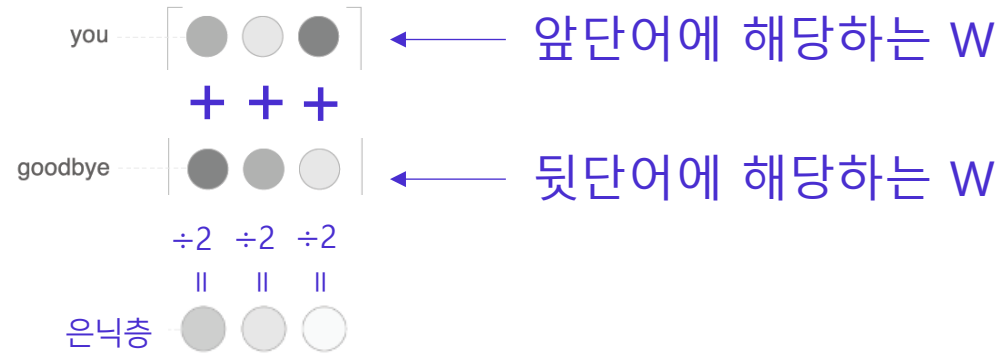 you 앞단어에 해당하는 W
+ + +
goodbye 뒷단어에 해당하는 W
÷2 ÷2 ÷2
= = =
은닉층